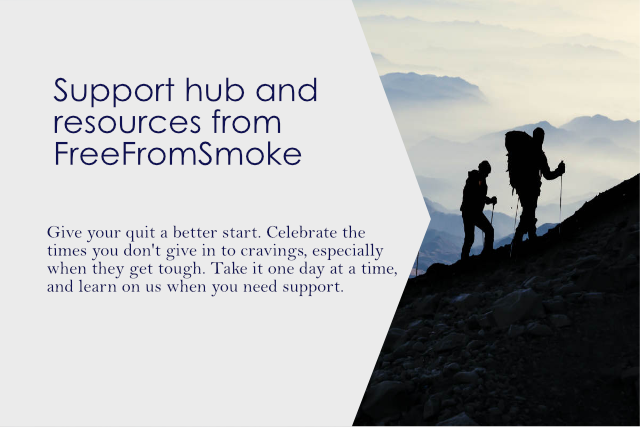 Support hub and
resources from
FreeFromSmoke
Give your quit a better start. Celebrate the
times you don't give in to cravings, especially
when they get tough. Take it one day at a time,
and learn on us when you need support.